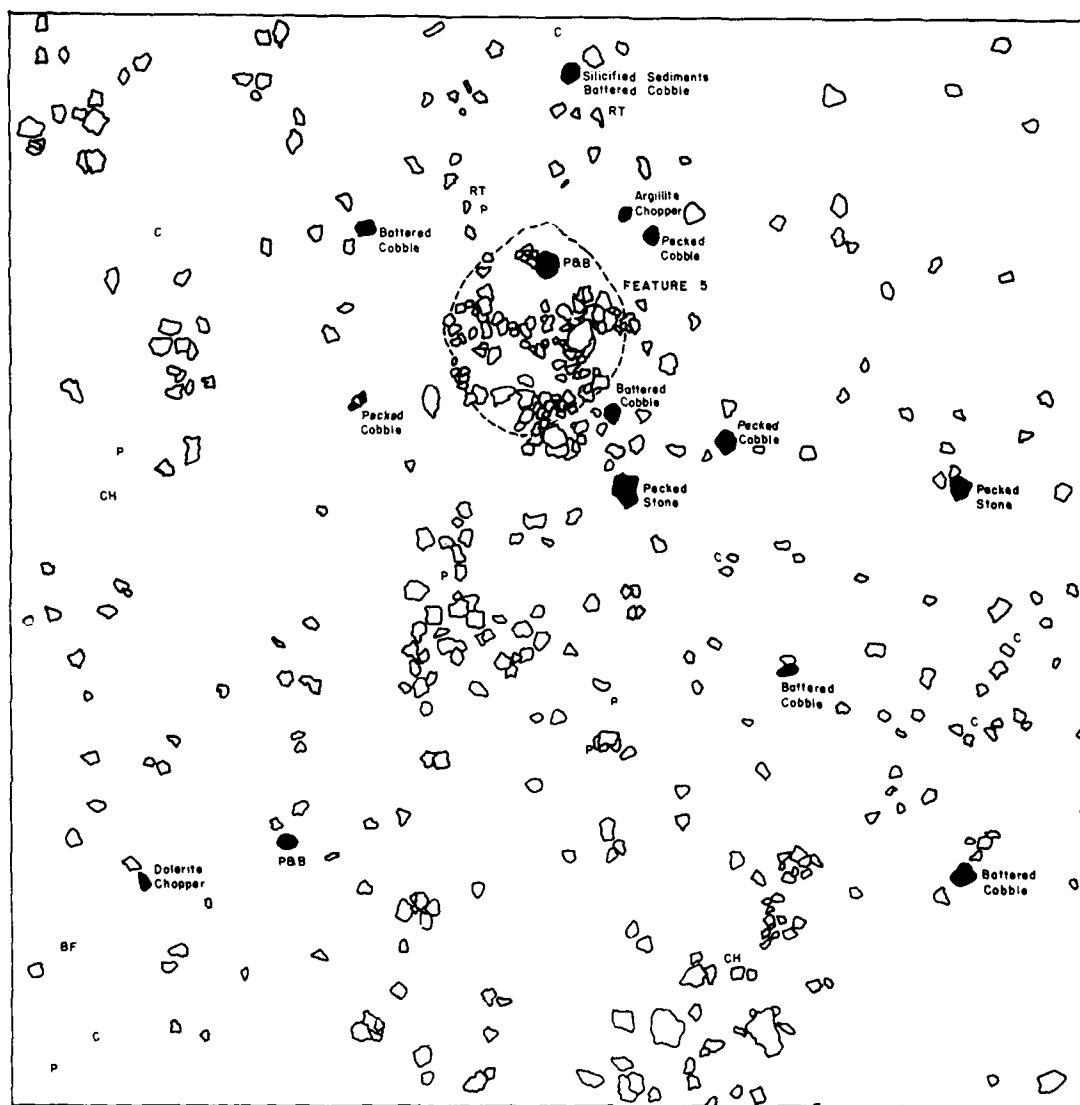 C
Silicified Sediments
Battered Cobble
RT
RT
P
Argillite
Chopper
C
Battered
Cobble
Pecked
Cobble
P&B
FEATURE 5
Battered
Cobble
Pecked
Cobble
Pecked
Cobble
P
CH
Pecked
Stone
Pecked
Stone
C
P
C
Battered
Cobble
P
C
P
P&B
Dolerite
Chopper
Battered
Cobble
BF
CH
C
P